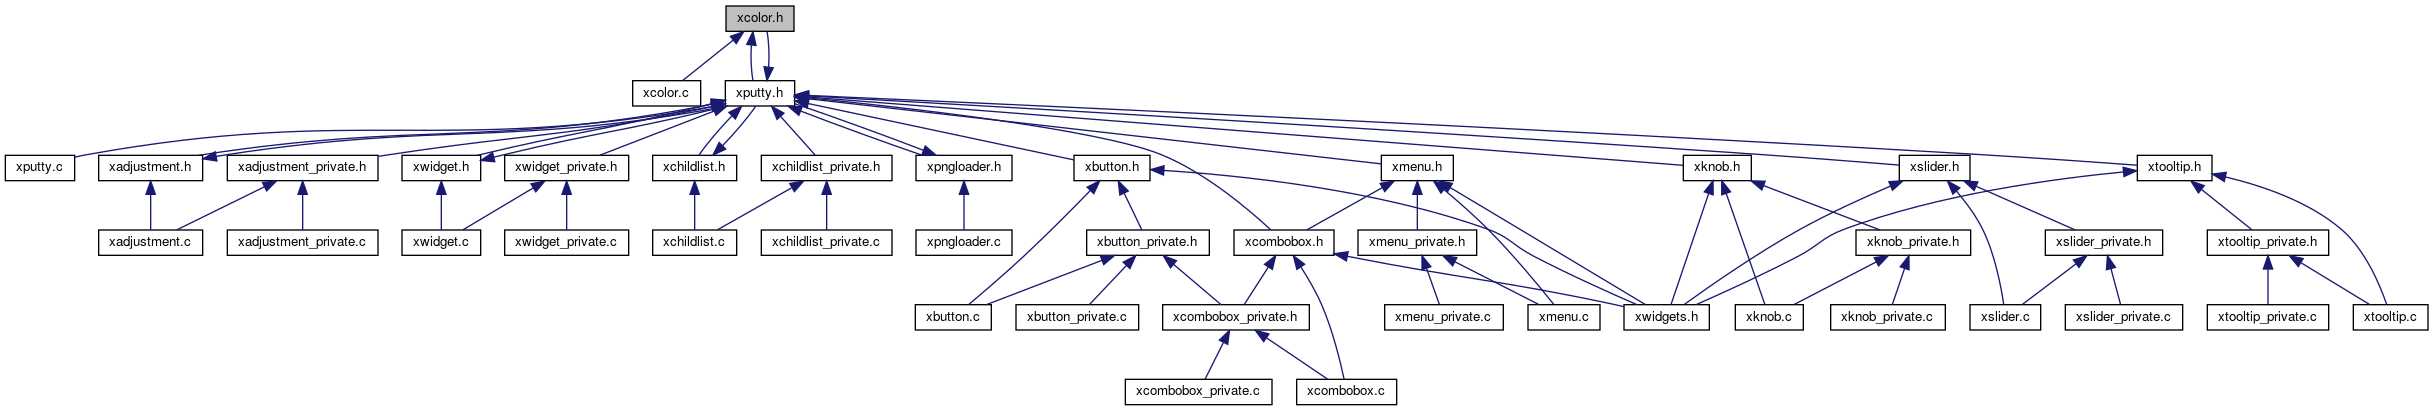 xcolor.h
xcolor.c
xputty.h
xputty.c
xadjustment.h
xadjustment_private.h
xwidget.h
xwidget_private.h
xchildlist.h
xchildlist_private.h
xpngloader.h
xbutton.h
xmenu.h
xknob.h
xslider.h
xtooltip.h
xadjustment.c
xadjustment_private.c
xwidget.c
xwidget_private.c
xchildlist.c
xchildlist_private.c
xpngloader.c
xbutton_private.h
xcombobox.h
xmenu_private.h
xknob_private.h
xslider_private.h
xtooltip_private.h
xbutton.c
xbutton_private.c
xcombobox_private.h
xmenu_private.c
xmenu.c
xwidgets.h
xknob.c
xknob_private.c
xslider.c
xslider_private.c
xtooltip_private.c
xtooltip.c
xcombobox_private.c
xcombobox.c